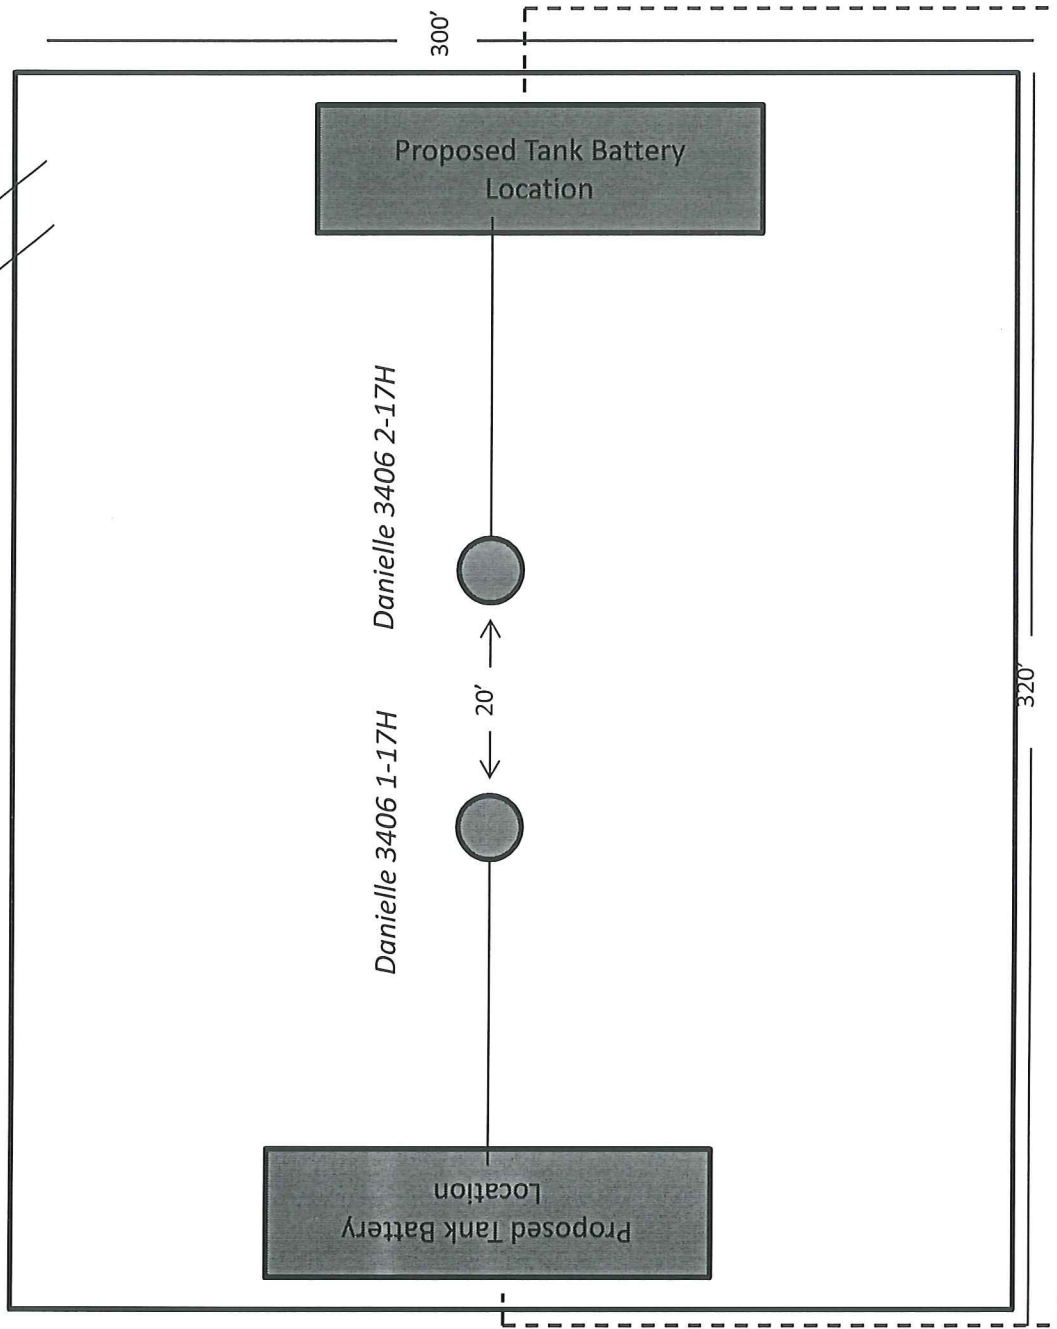 300'
Proposed Tank Battery
Location
Danielle 3406 2-17H
20'
320'
Danielle 3406 1-17H
Proposed Tank Battery
Location